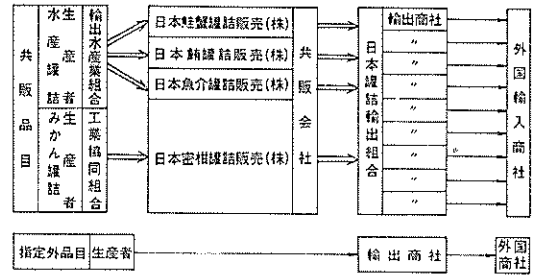 共販品目
水産罐詰
生産者
輸出水産業組合
みかん罐詰
生産者
工業協同組合
日本鮭蟹罐詰販売(株)
日本鮪罐詰販売(株)
日本魚介罐詰販売(株)
日本密柑罐詰販売(株)
共販会社
日本罐詰輸出組合
輸出商社
〃
〃
〃
〃
〃
〃
〃
〃
外国輸入商社
指定外品目
生産者
輸出商社
外国
商社